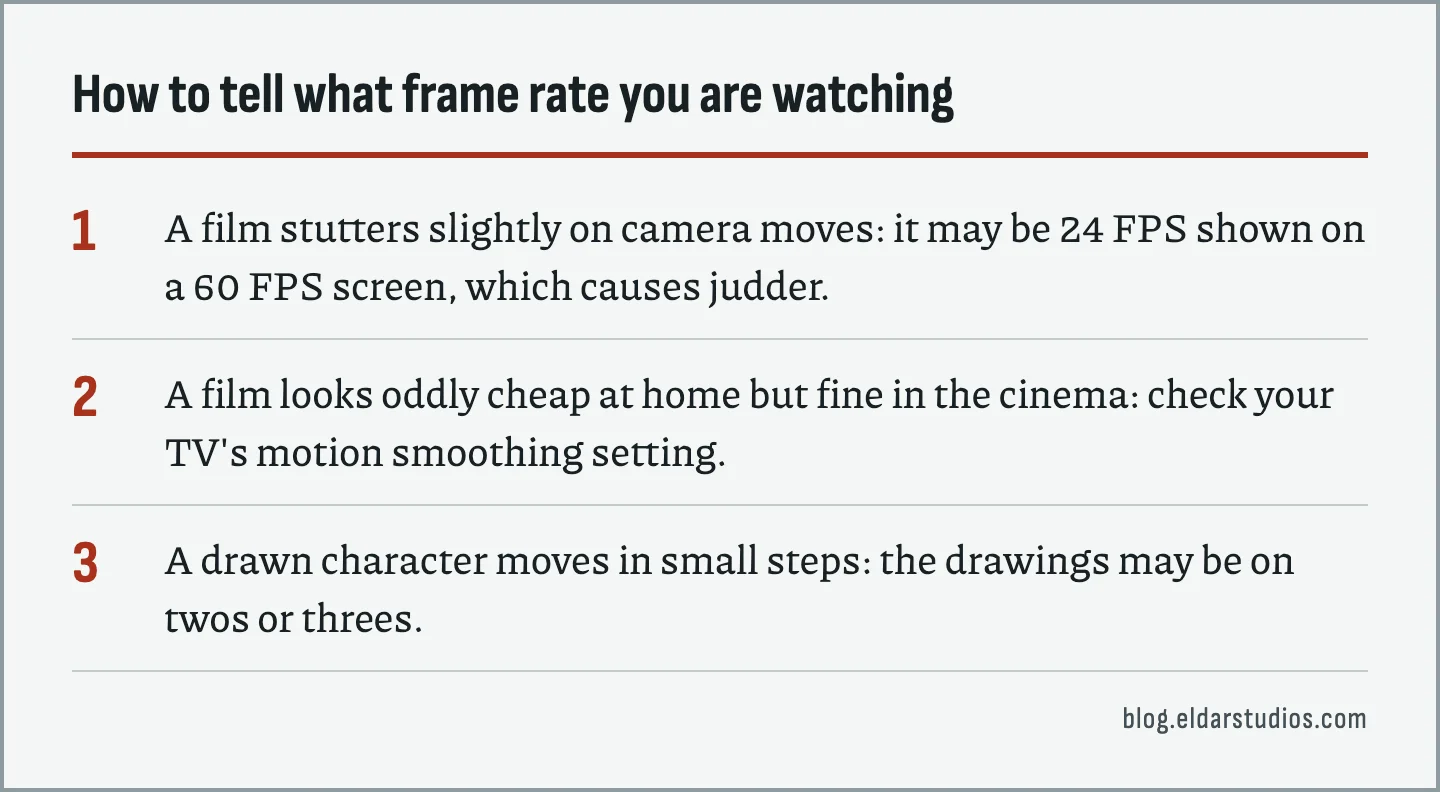 How to tell what frame rate you are watching
1 A film stutters slightly on camera moves: it may be 24 FPS shown on
a 60 FPS screen, which causes judder.
2 A film looks oddly cheap at home but fine in the cinema: check your
TV's motion smoothing setting.
3 A drawn character moves in small steps: the drawings may be on
twos or threes.
blog.eldarstudios.com